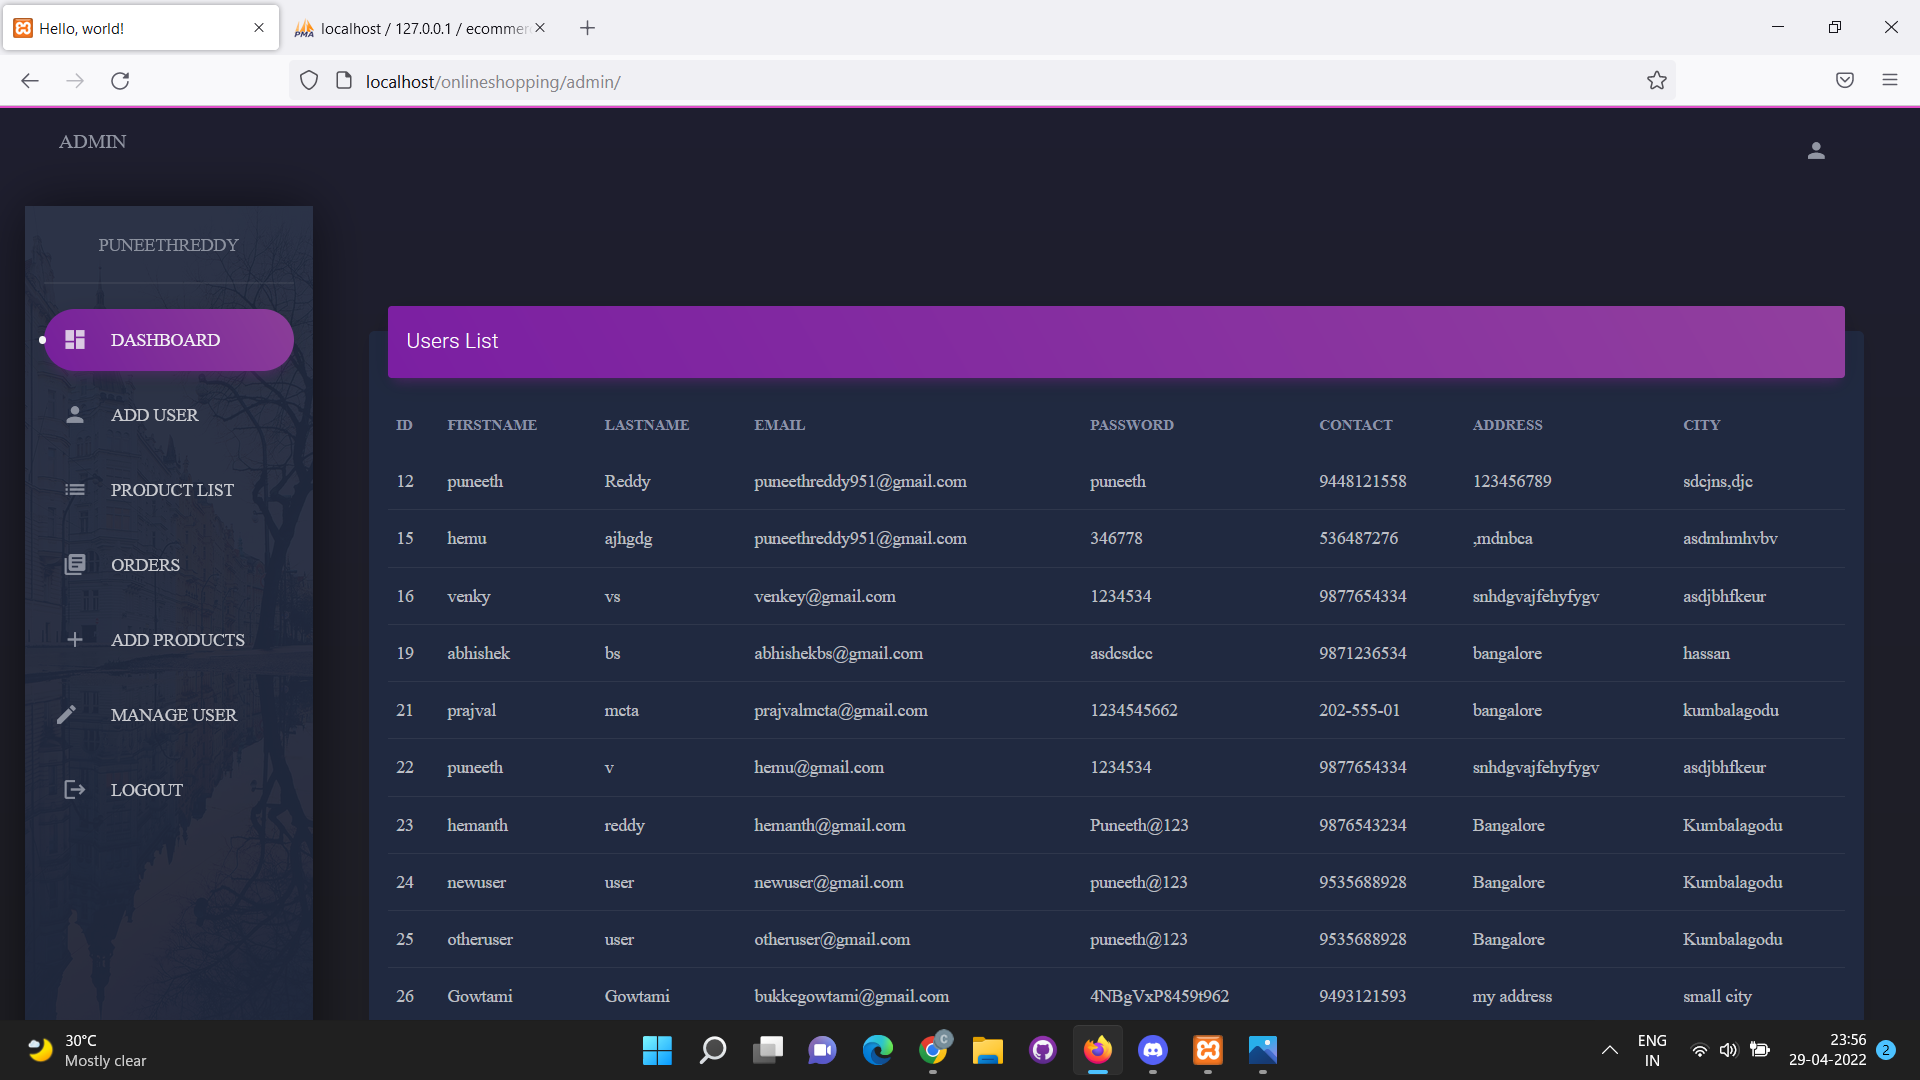 Hello, world!
localhost / 127.0.0.1 / ecommer
localhost/onlineshopping/admin/
ADMIN
PUNEETHREDDY
DASHBOARD
ADD USER
PRODUCT LIST
ORDERS
ADD PRODUCTS
MANAGE USER
LOGOUT
Users List
ID FIRSTNAME LASTNAME EMAIL PASSWORD CONTACT ADDRESS CITY
12 puneeth Reddy puneethreddy951@gmail.com puneeth 9448121558 123456789 sdcjns,djc
15 hemu ajhgdg puneethreddy951@gmail.com 346778 536487276 ,mdnbca asdmhmhvbv
16 venky vs venkey@gmail.com 1234534 9877654334 snhdgvajfehyfygv asdjbhfkeur
19 abhishek bs abhishekbs@gmail.com asdcsdcc 9871236534 bangalore hassan
21 prajval mcta prajvalmcta@gmail.com 1234545662 202-555-01 bangalore kumbalagodu
22 puneeth v hemu@gmail.com 1234534 9877654334 snhdgvajfehyfygv asdjbhfkeur
23 hemanth reddy hemanth@gmail.com Puneeth@123 9876543234 Bangalore Kumbalagodu
24 newuser user newuser@gmail.com puneeth@123 9535688928 Bangalore Kumbalagodu
25 otheruser user otheruser@gmail.com puneeth@123 9535688928 Bangalore Kumbalagodu
26 Gowtami Gowtami bukkegowtami@gmail.com 4NBgVxP8459t962 9493121593 my address small city
30°C
Mostly clear
C
ENG
IN
23:56
29-04-2022
2